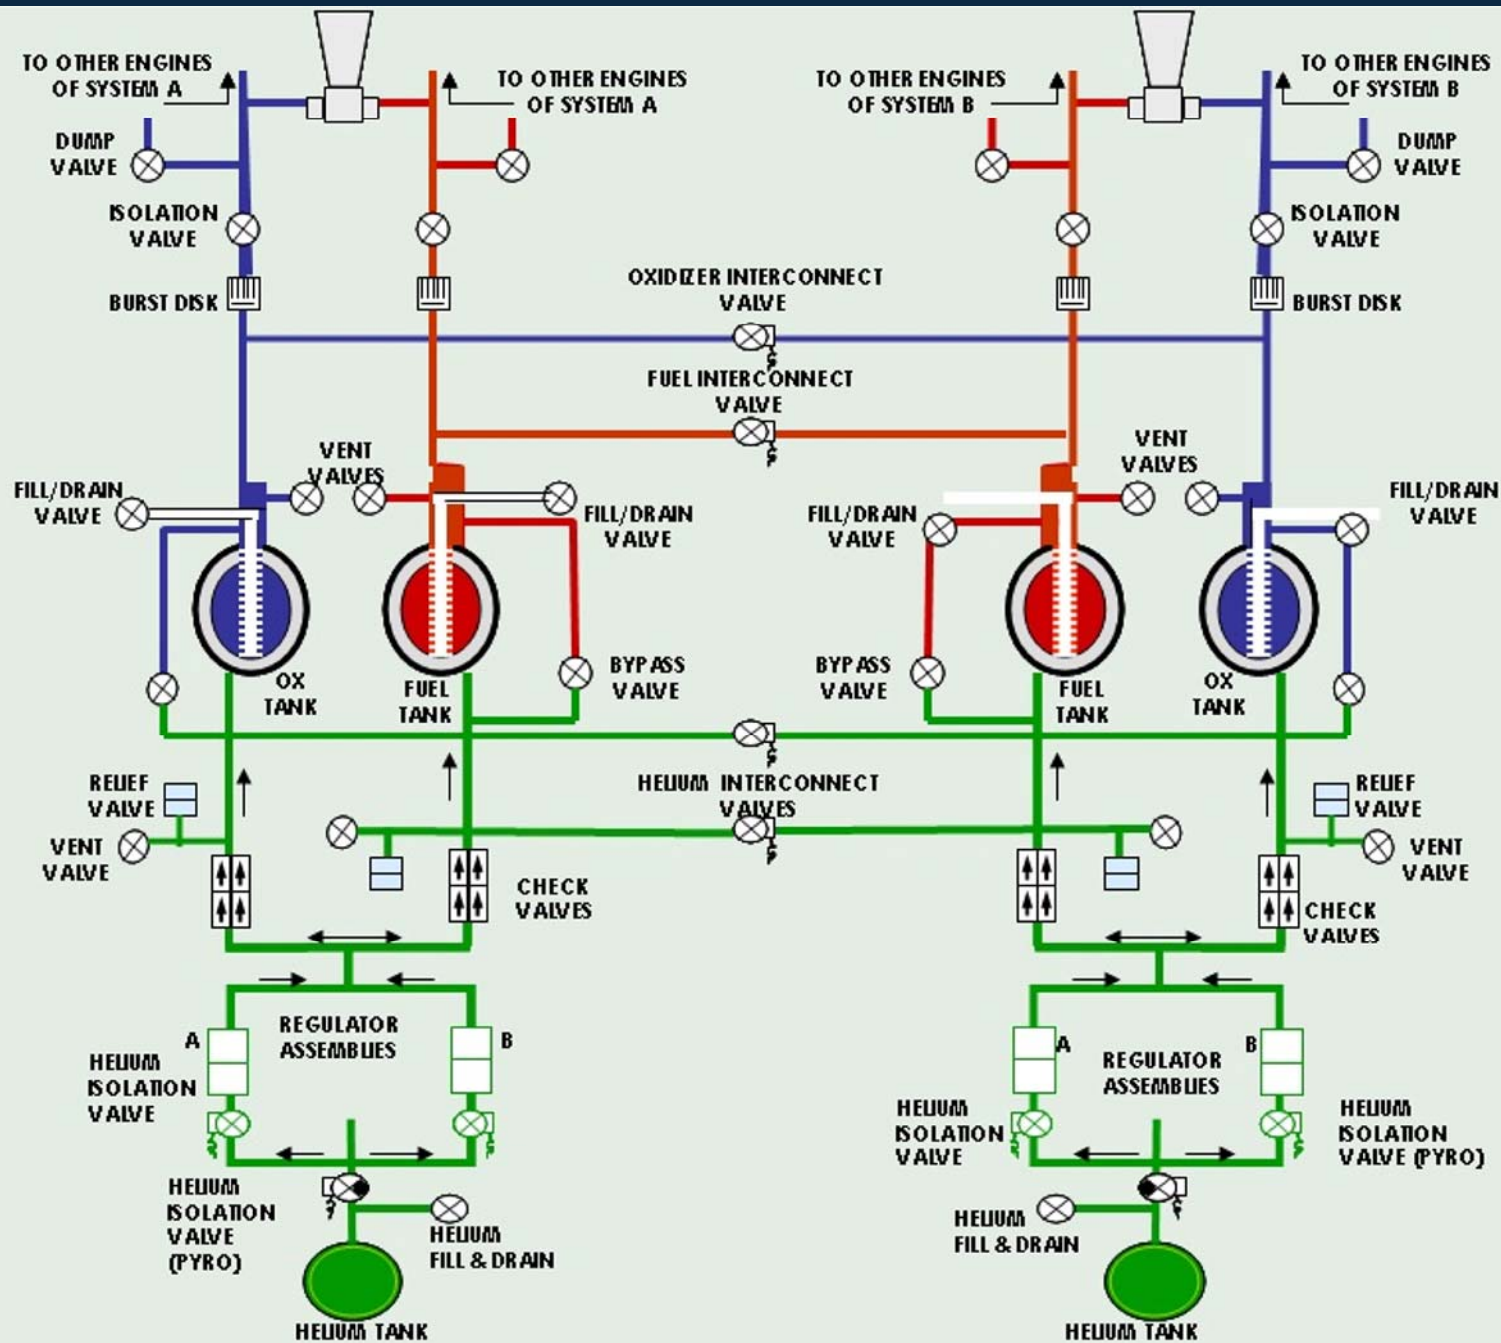 TO OTHER ENGINES
OF SYSTEM A
TO OTHER ENGINES
OF SYSTEM A
TO OTHER ENGINES
OF SYSTEM B
TO OTHER ENGINES
OF SYSTEM B
DUMP
VALVE
DUMP
VALVE
ISOLATION
VALVE
ISOLATION
VALVE
BURST DISK
OXIDIZER INTERCONNECT
VALVE
BURST DISK
FUEL INTERCONNECT
VALVE
VENT
VALVES
VENT
VALVES
FILL/DRAIN
VALVE
FILL/DRAIN
VALVE
FILL/DRAIN
VALVE
FILL/DRAIN
VALVE
OX
TANK
FUEL
TANK
BYPASS
VALVE
BYPASS
VALVE
FUEL
TANK
OX
TANK
RELIEF
VALVE
HELIUM INTERCONNECT
VALVES
RELIEF
VALVE
VENT
VALVE
VENT
VALVE
CHECK
VALVES
CHECK
VALVES
A
REGULATOR
ASSEMBLIES
B
A
REGULATOR
ASSEMBLIES
B
HELIUM
ISOLATION
VALVE
HELIUM
ISOLATION
VALVE
HELIUM
ISOLATION
VALVE (PYRO)
HELIUM
ISOLATION
VALVE
(PYRO)
HELIUM
FILL & DRAIN
HELIUM
FILL & DRAIN
HELIUM TANK
HELIUM TANK